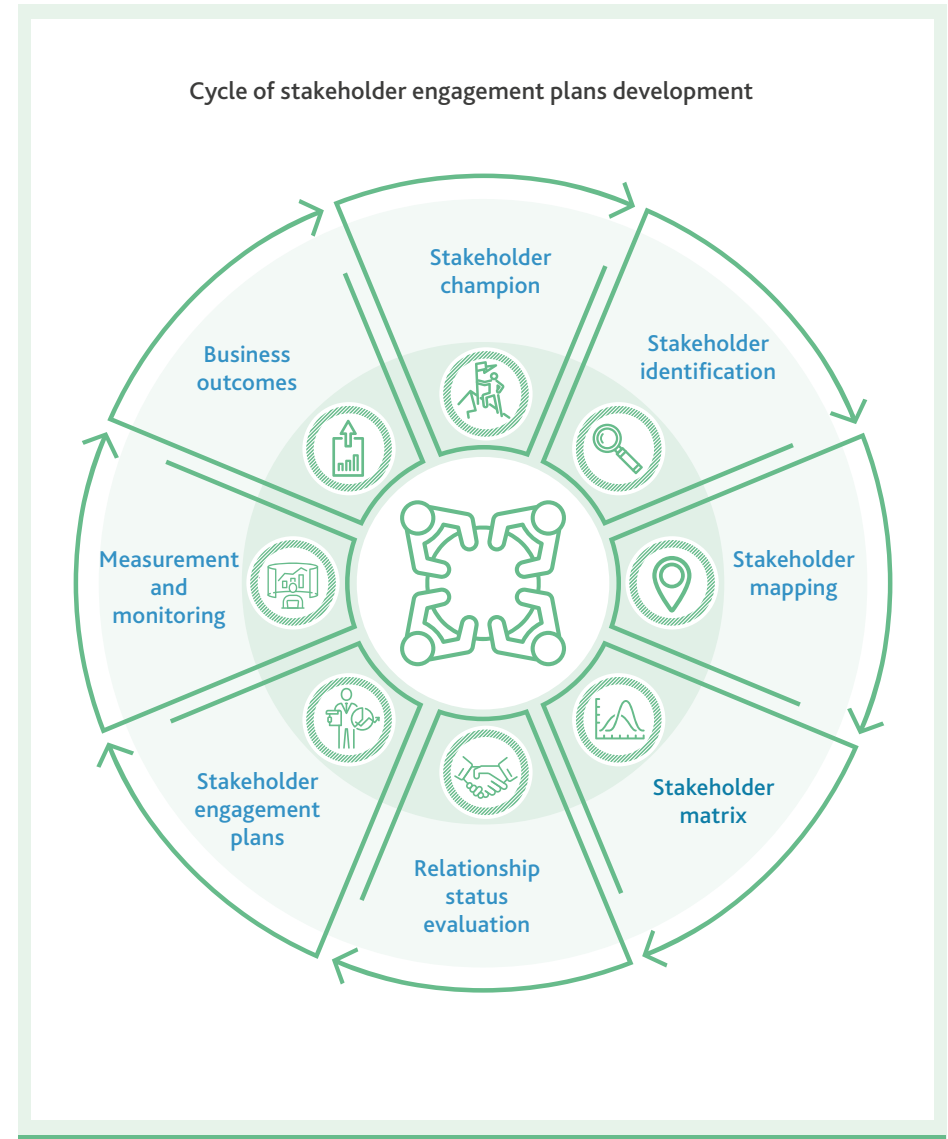 Cycle of stakeholder engagement plans development
Stakeholder
champion
Stakeholder
identification
Stakeholder
mapping
Stakeholder
matrix
Relationship
status
evaluation
Stakeholder
engagement
plans
Measurement
and
monitoring
Business
outcomes